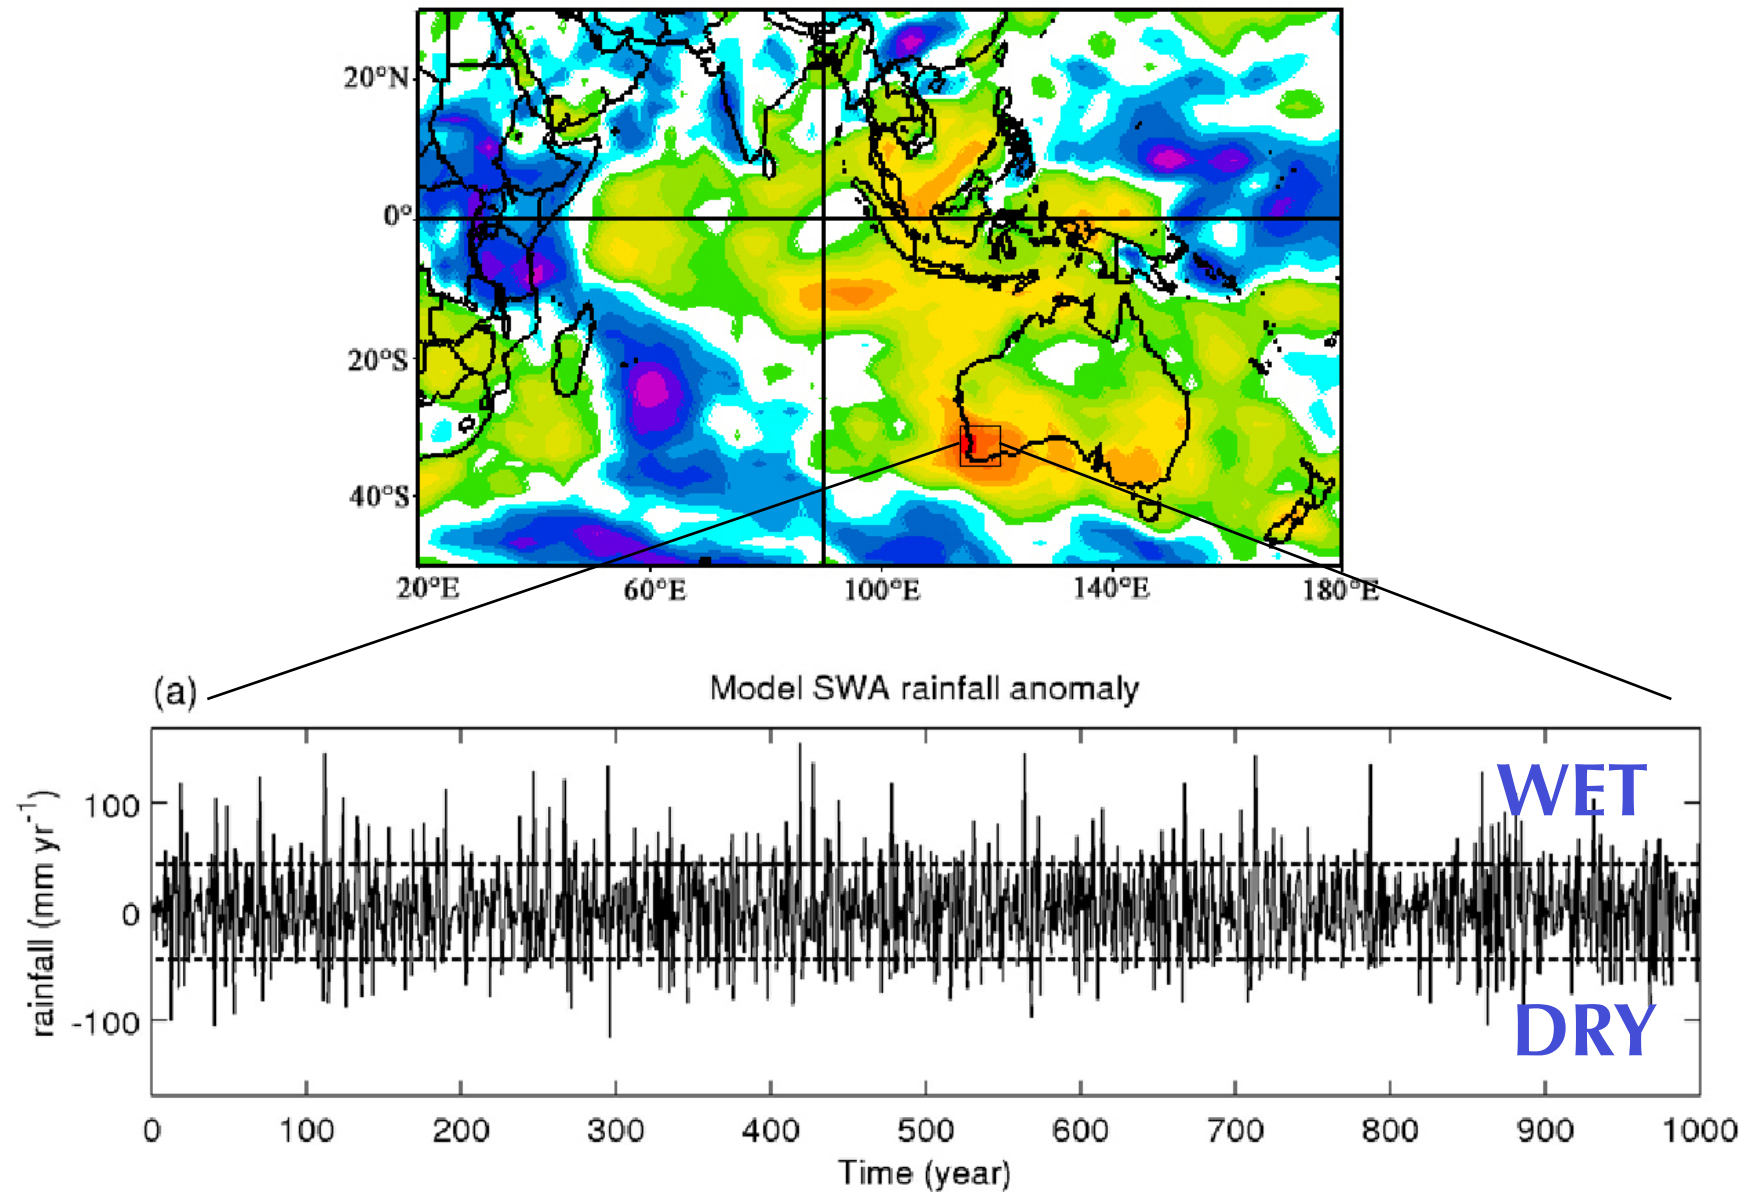 20°N
0°
20°S
40°S
20°E 60°E 100°E 140°E 180°E
(a) Model SWA rainfall anomaly
WET
DRY
rainfall (mm yr⁻¹)
100
0
-100
0 100 200 300 400 500 600 700 800 900 1000
Time (year)